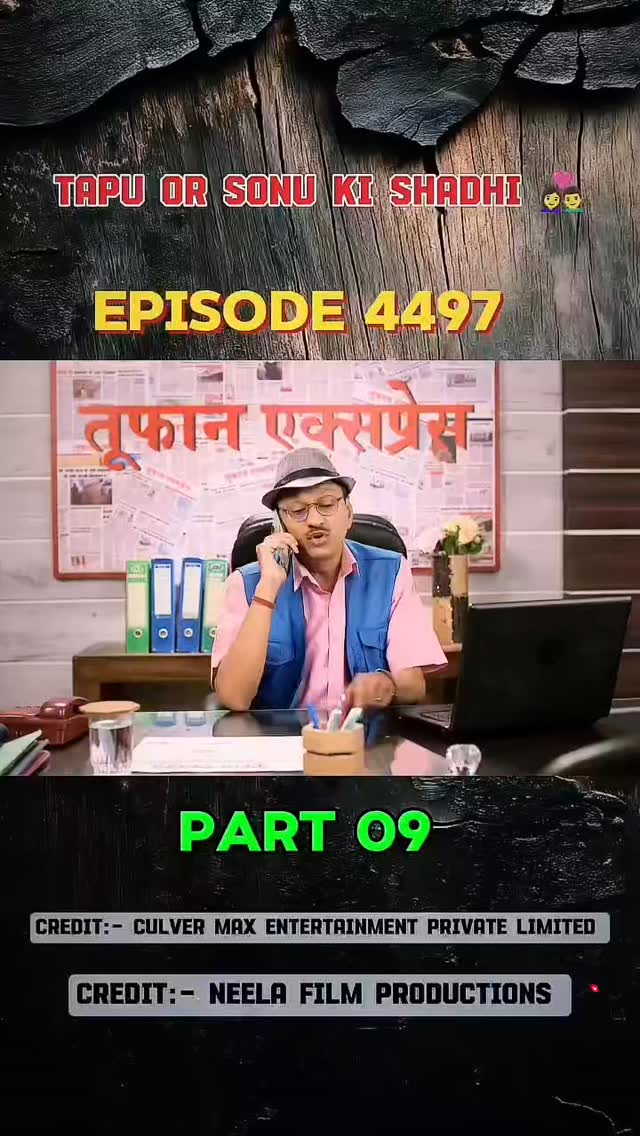 TAPU OR SONU KI SHADHI
EPISODE 4497
तूफान एक्सप्रेस
PART 09
CREDIT:- CULVER MAX ENTERTAINMENT PRIVATE LIMITED
CREDIT:- NEELA FILM PRODUCTIONS